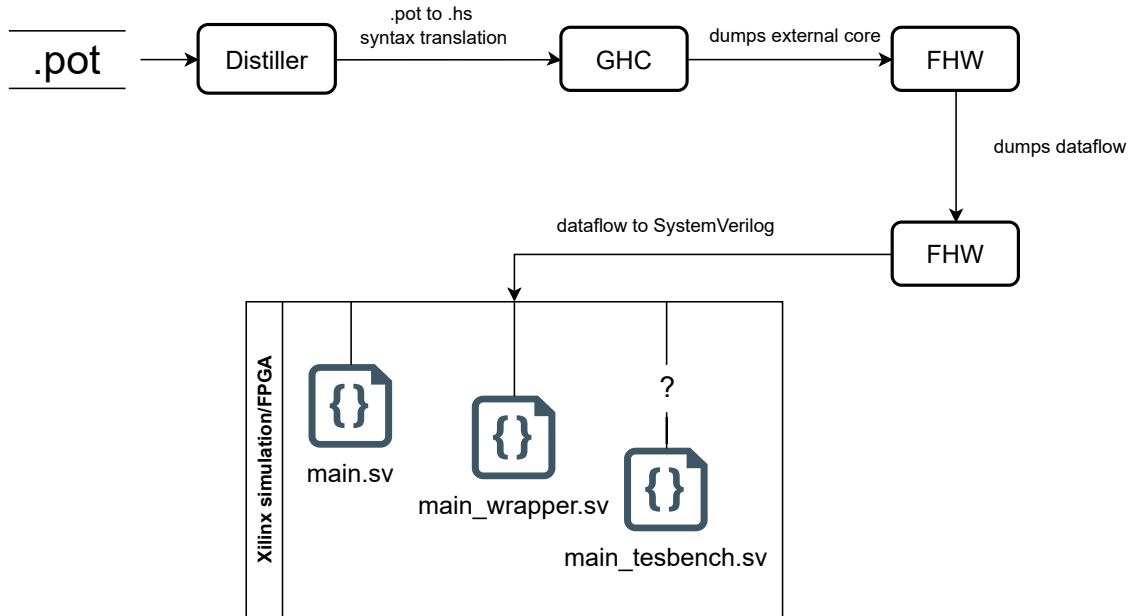 .pot
Distiller
.pot to .hs
syntax translation
GHC
dumps external core
FHW
dumps dataflow
FHW
dataflow to SystemVerilog
Xilinx simulation/FPGA
{}
main.sv
{}
main_wrapper.sv
?
{}
main_tesbench.sv